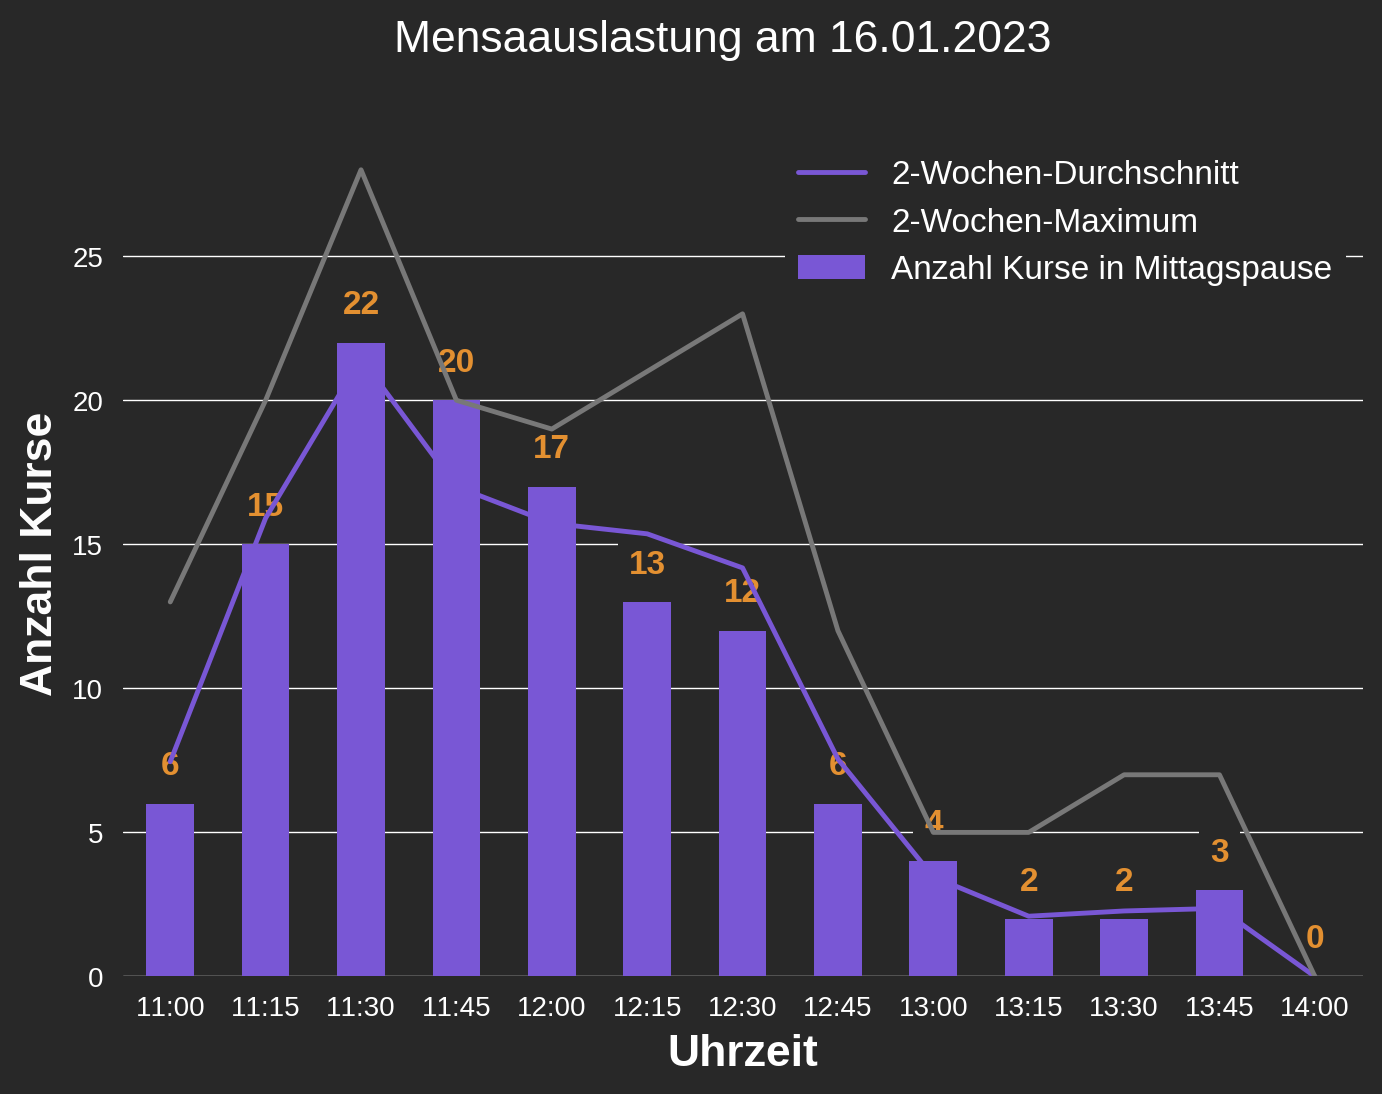 Mensaauslastung am 16.01.2023
2-Wochen-Durchschnitt
2-Wochen-Maximum
Anzahl Kurse in Mittagspause
Anzahl Kurse
25
20
15
10
5
0
6
15
22
20
17
13
12
6
4
2
2
3
0
11:00 11:15 11:30 11:45 12:00 12:15 12:30 12:45 13:00 13:15 13:30 13:45 14:00
Uhrzeit